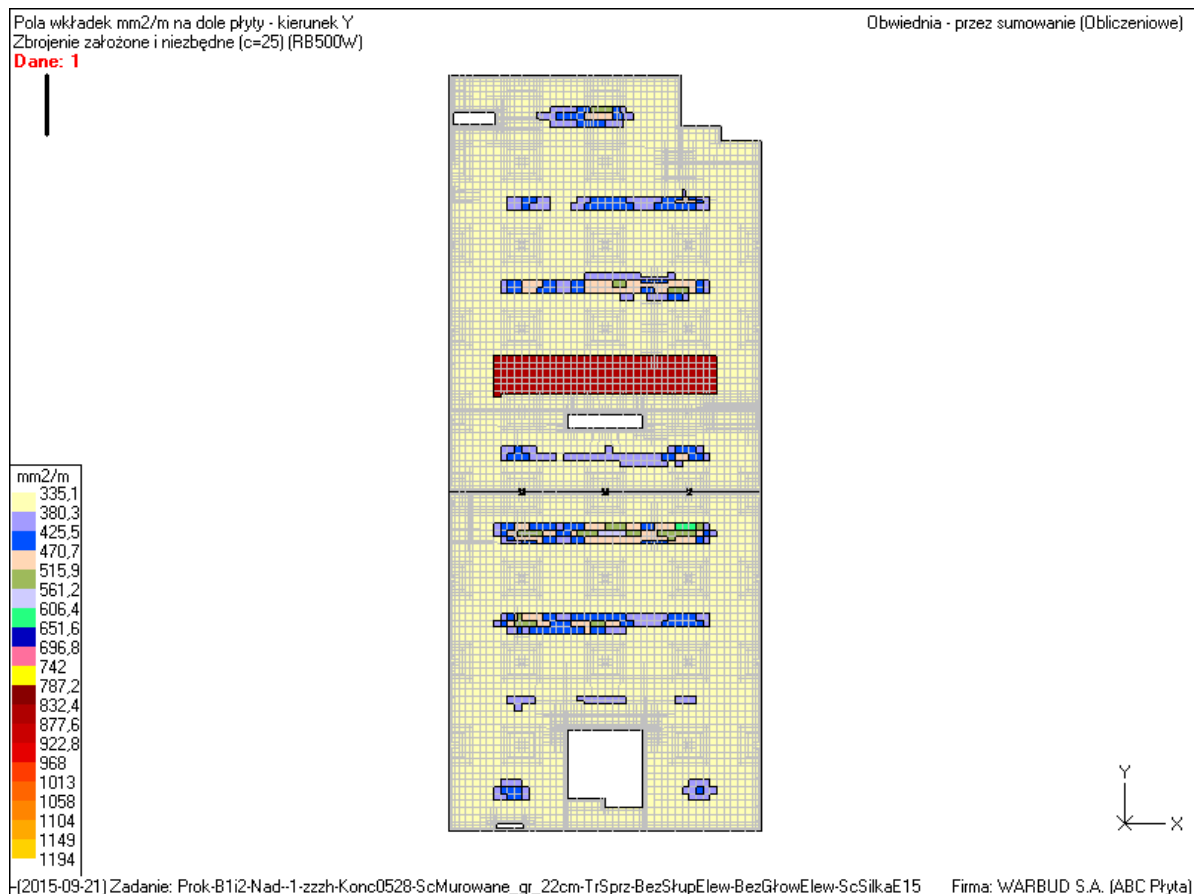 Pola wkładek mm2/m na dole płyty - kierunek Y
Obwiednia - przez sumowanie (Obliczeniowe)
Zbrojenie założone i niezbędne (c=25) (RB500W)
Dane: 1
mm2/m
335,1
380,3
425,5
470,7
515,9
561,2
606,4
651,6
696,8
742
787,2
832,4
877,6
922,8
968
1013
1058
1104
1149
1194
Y
X
(2015-09-21) Zadanie: Prok-B1i2-Nad--1-zzzh-Konc0528-ScMurowane_gr_22cm-TrSprz-BezSłupElew-BezGłowElew-ScSilkaE15
Firma: WARBUD S.A. (ABC Płyta)